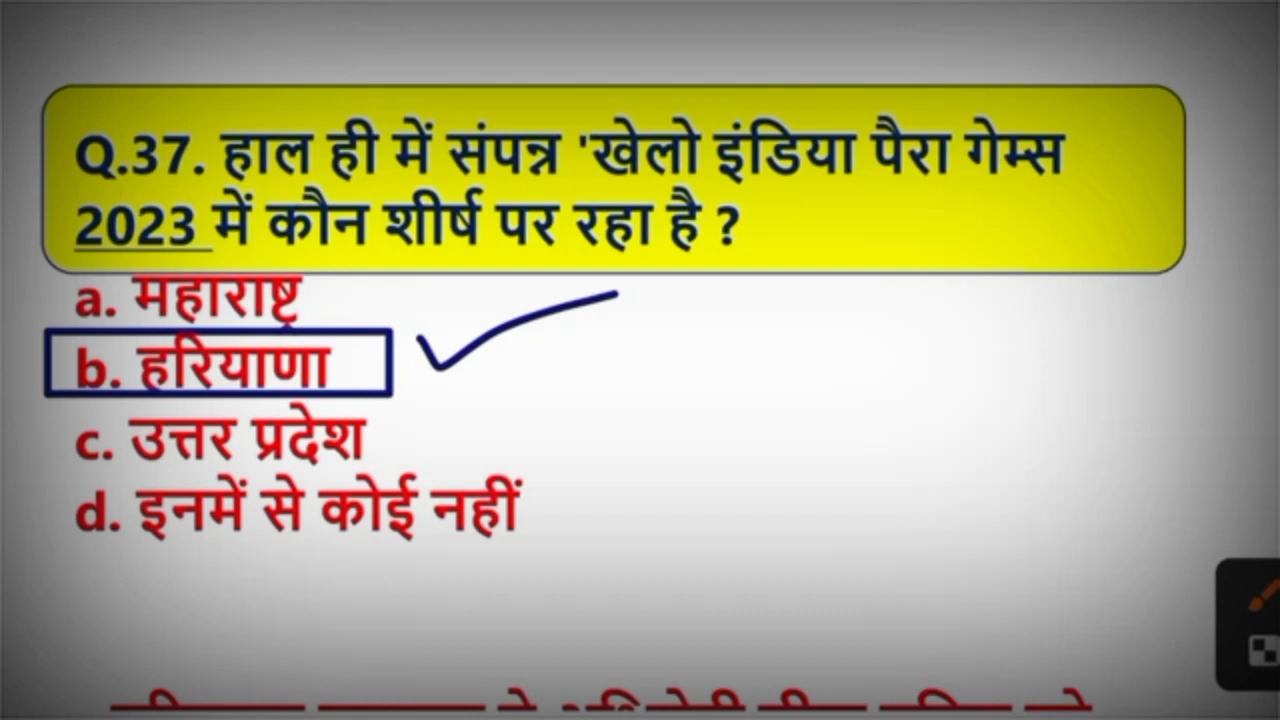 Q.37. हाल ही में संपन्न 'खेलो इंडिया पैरा गेम्स
2023 में कौन शीर्ष पर रहा है ?
a. महाराष्ट्र
b. हरियाणा
c. उत्तर प्रदेश
d. इनमें से कोई नहीं